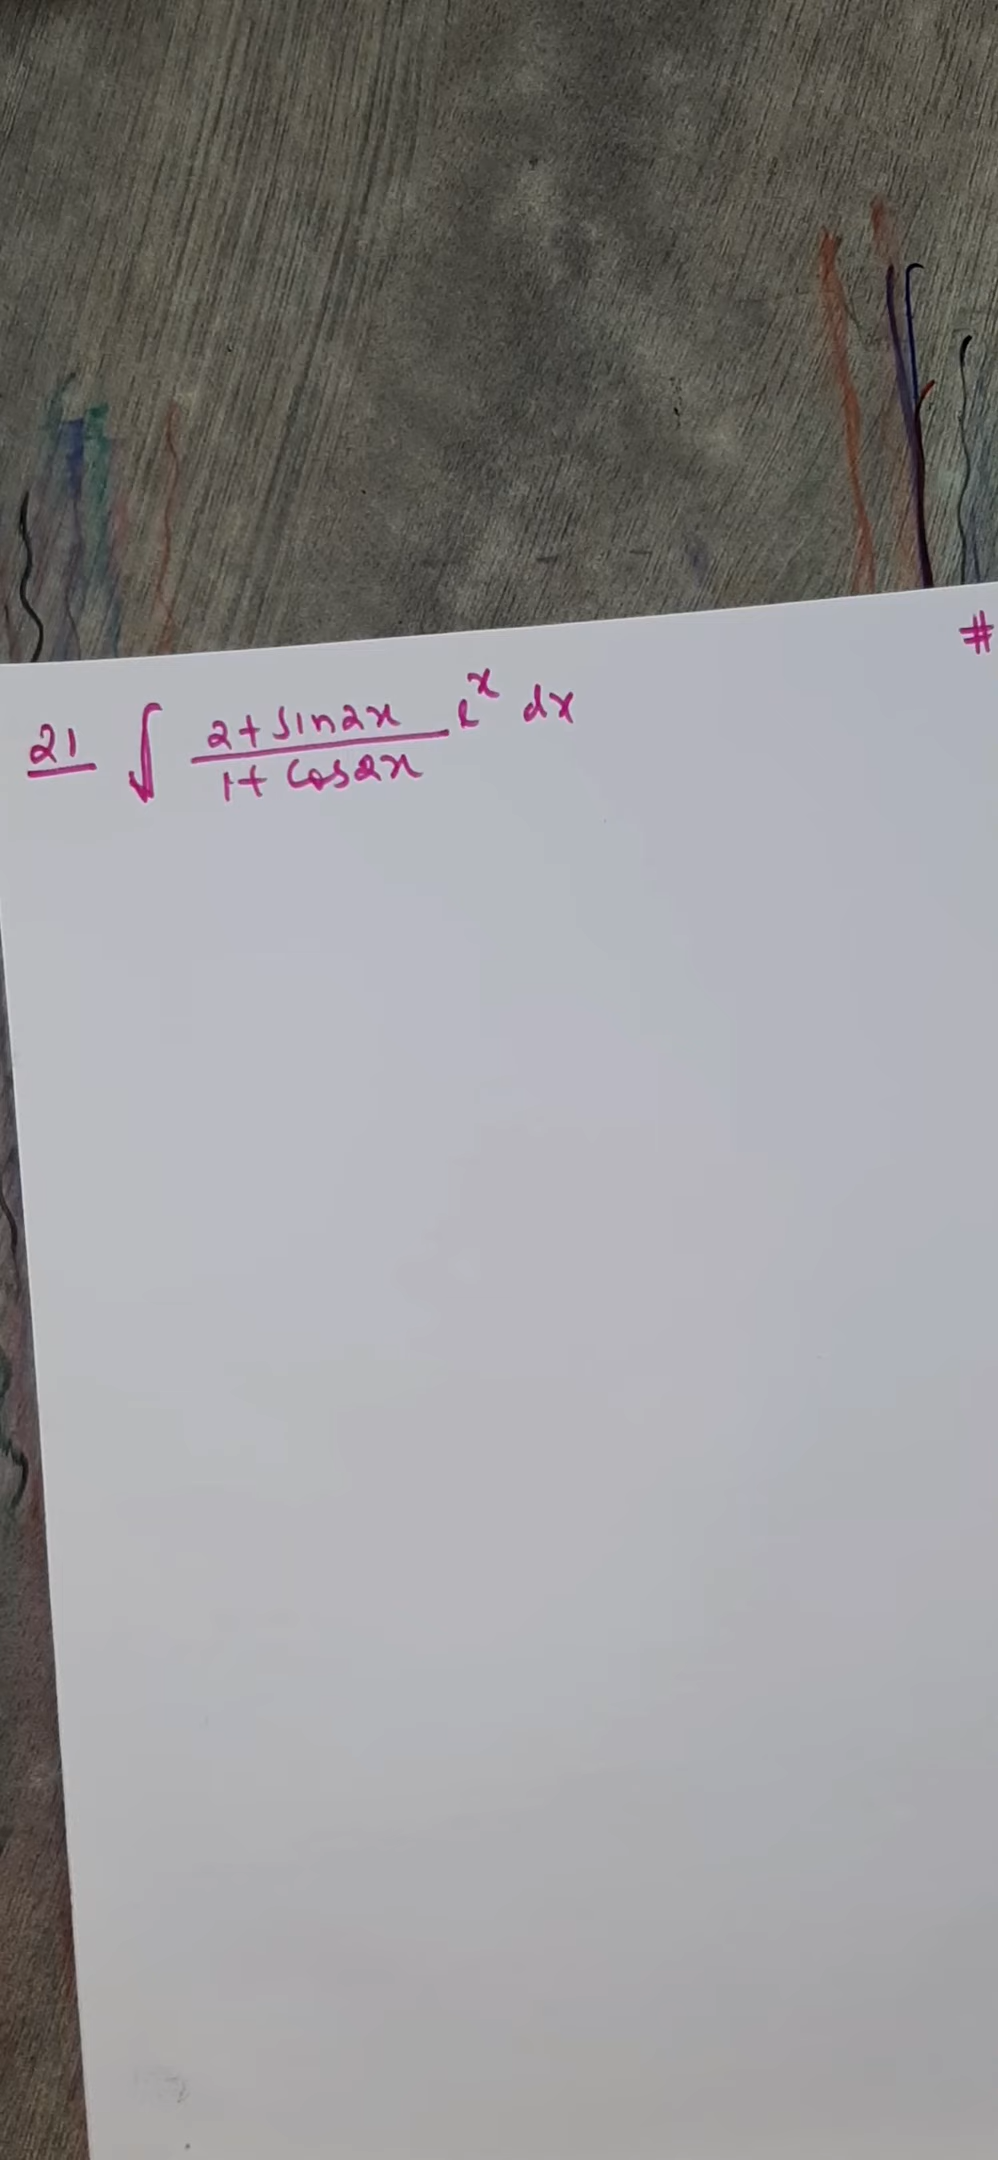 #
21 ∫ (2+sin2x)/(1+cos2x) e^x dx